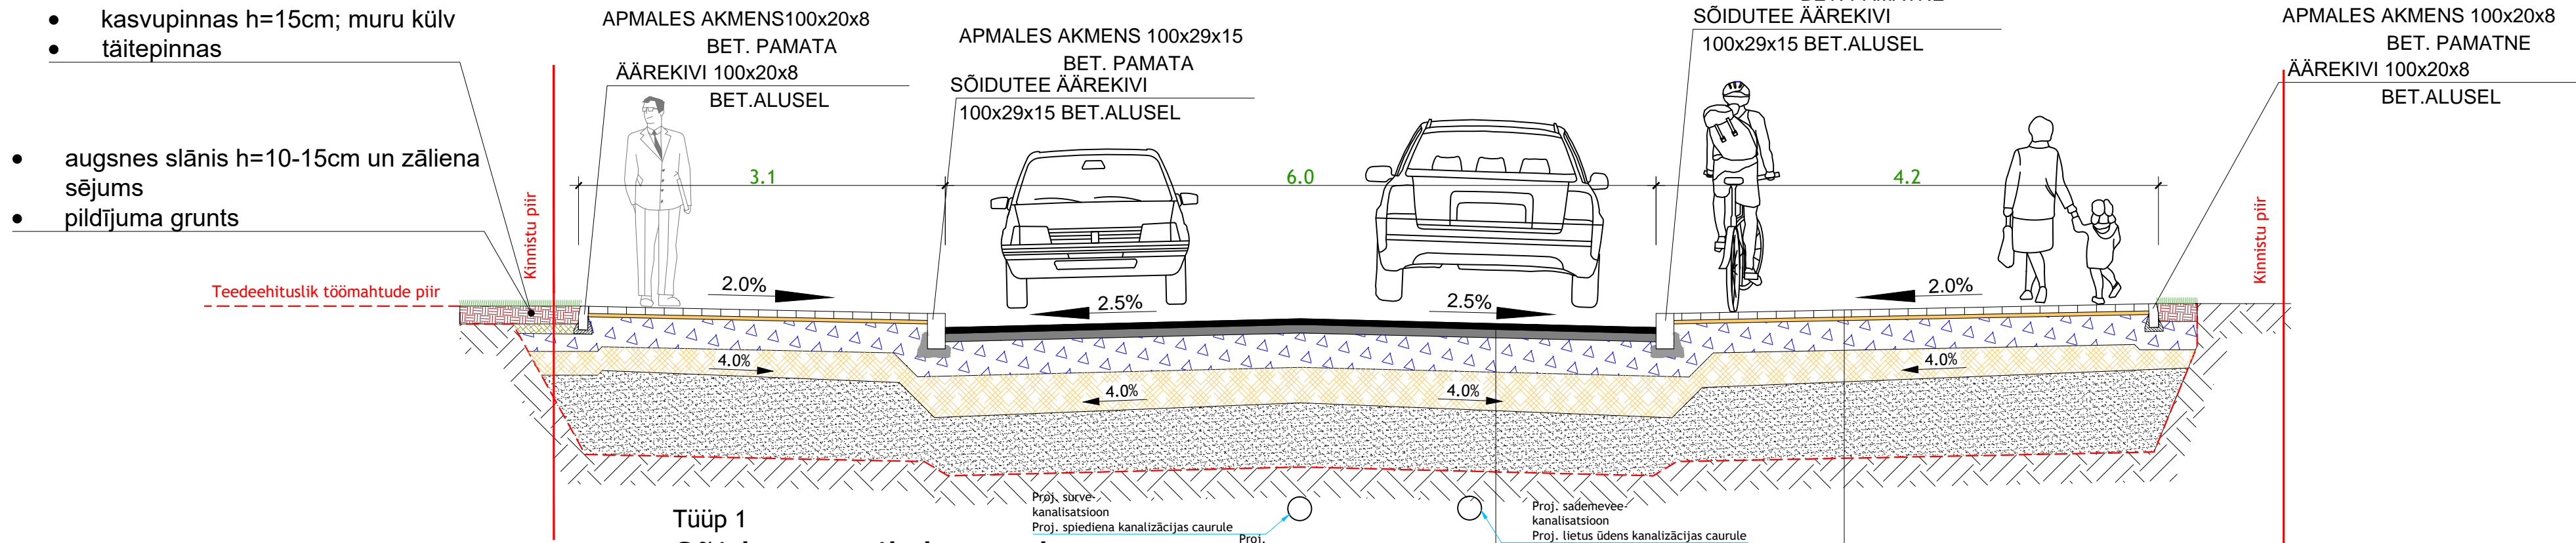 kasvupinnas h=15cm; muru külv
täitepinnas
augsnes slānis h=10-15cm un zāliena
sējums
pildījuma grunts
Teedeehituslik töömahtude piir
Kinnistu piir
APMALES AKMENS100x20x8
BET. PAMATA
ÄÄREKIVI 100x20x8
BET.ALUSEL
APMALES AKMENS 100x29x15
BET. PAMATA
SÕIDUTEE ÄÄREKIVI
100x29x15 BET.ALUSEL
SÕIDUTEE ÄÄREKIVI
100x29x15 BET.ALUSEL
APMALES AKMENS 100x20x8
BET. PAMATNE
ÄÄREKIVI 100x20x8
BET.ALUSEL
Kinnistu piir
3.1
6.0
4.2
2.0%
2.5%
2.5%
2.0%
4.0%
4.0%
4.0%
4.0%
Tüüp 1
Proj. surve-
kanalisatsioon
Proj. spiediena kanalizācijas caurule
Proj.
Proj. sademevee-
kanalisatsioon
Proj. lietus ūdens kanalizācijas caurule